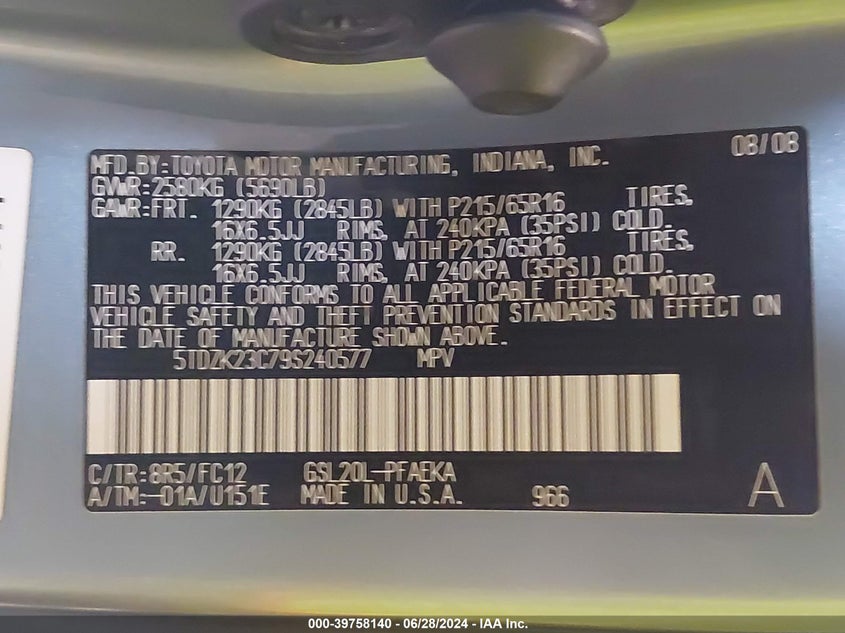 MFD.BY:TOYOTA MOTOR MANUFACTURING, INDIANA, INC. 08/08
GVWR:2580KG (5690LB)
GAWR:FRT. 1290KG (2845LB) WITH P215/65R16 TIRES,
16X6.5JJ RIMS, AT 240KPA (35PSI) COLD.
RR. 1290KG (2845LB) WITH P215/65R16 TIRES,
16X6.5JJ RIMS, AT 240KPA (35PSI) COLD.
THIS VEHICLE CONFORMS TO ALL APPLICABLE FEDERAL MOTOR
VEHICLE SAFETY AND THEFT PREVENTION STANDARDS IN EFFECT ON
THE DATE OF MANUFACTURE SHOWN ABOVE.
5TDZK23C79S240577 MPV
C/TR:8R5/FC12 GSL20L-PFAEKA
A/TM:-01A/U151E MADE IN U.S.A. 966 A
000-39758140 - 06/28/2024 - IAA Inc.